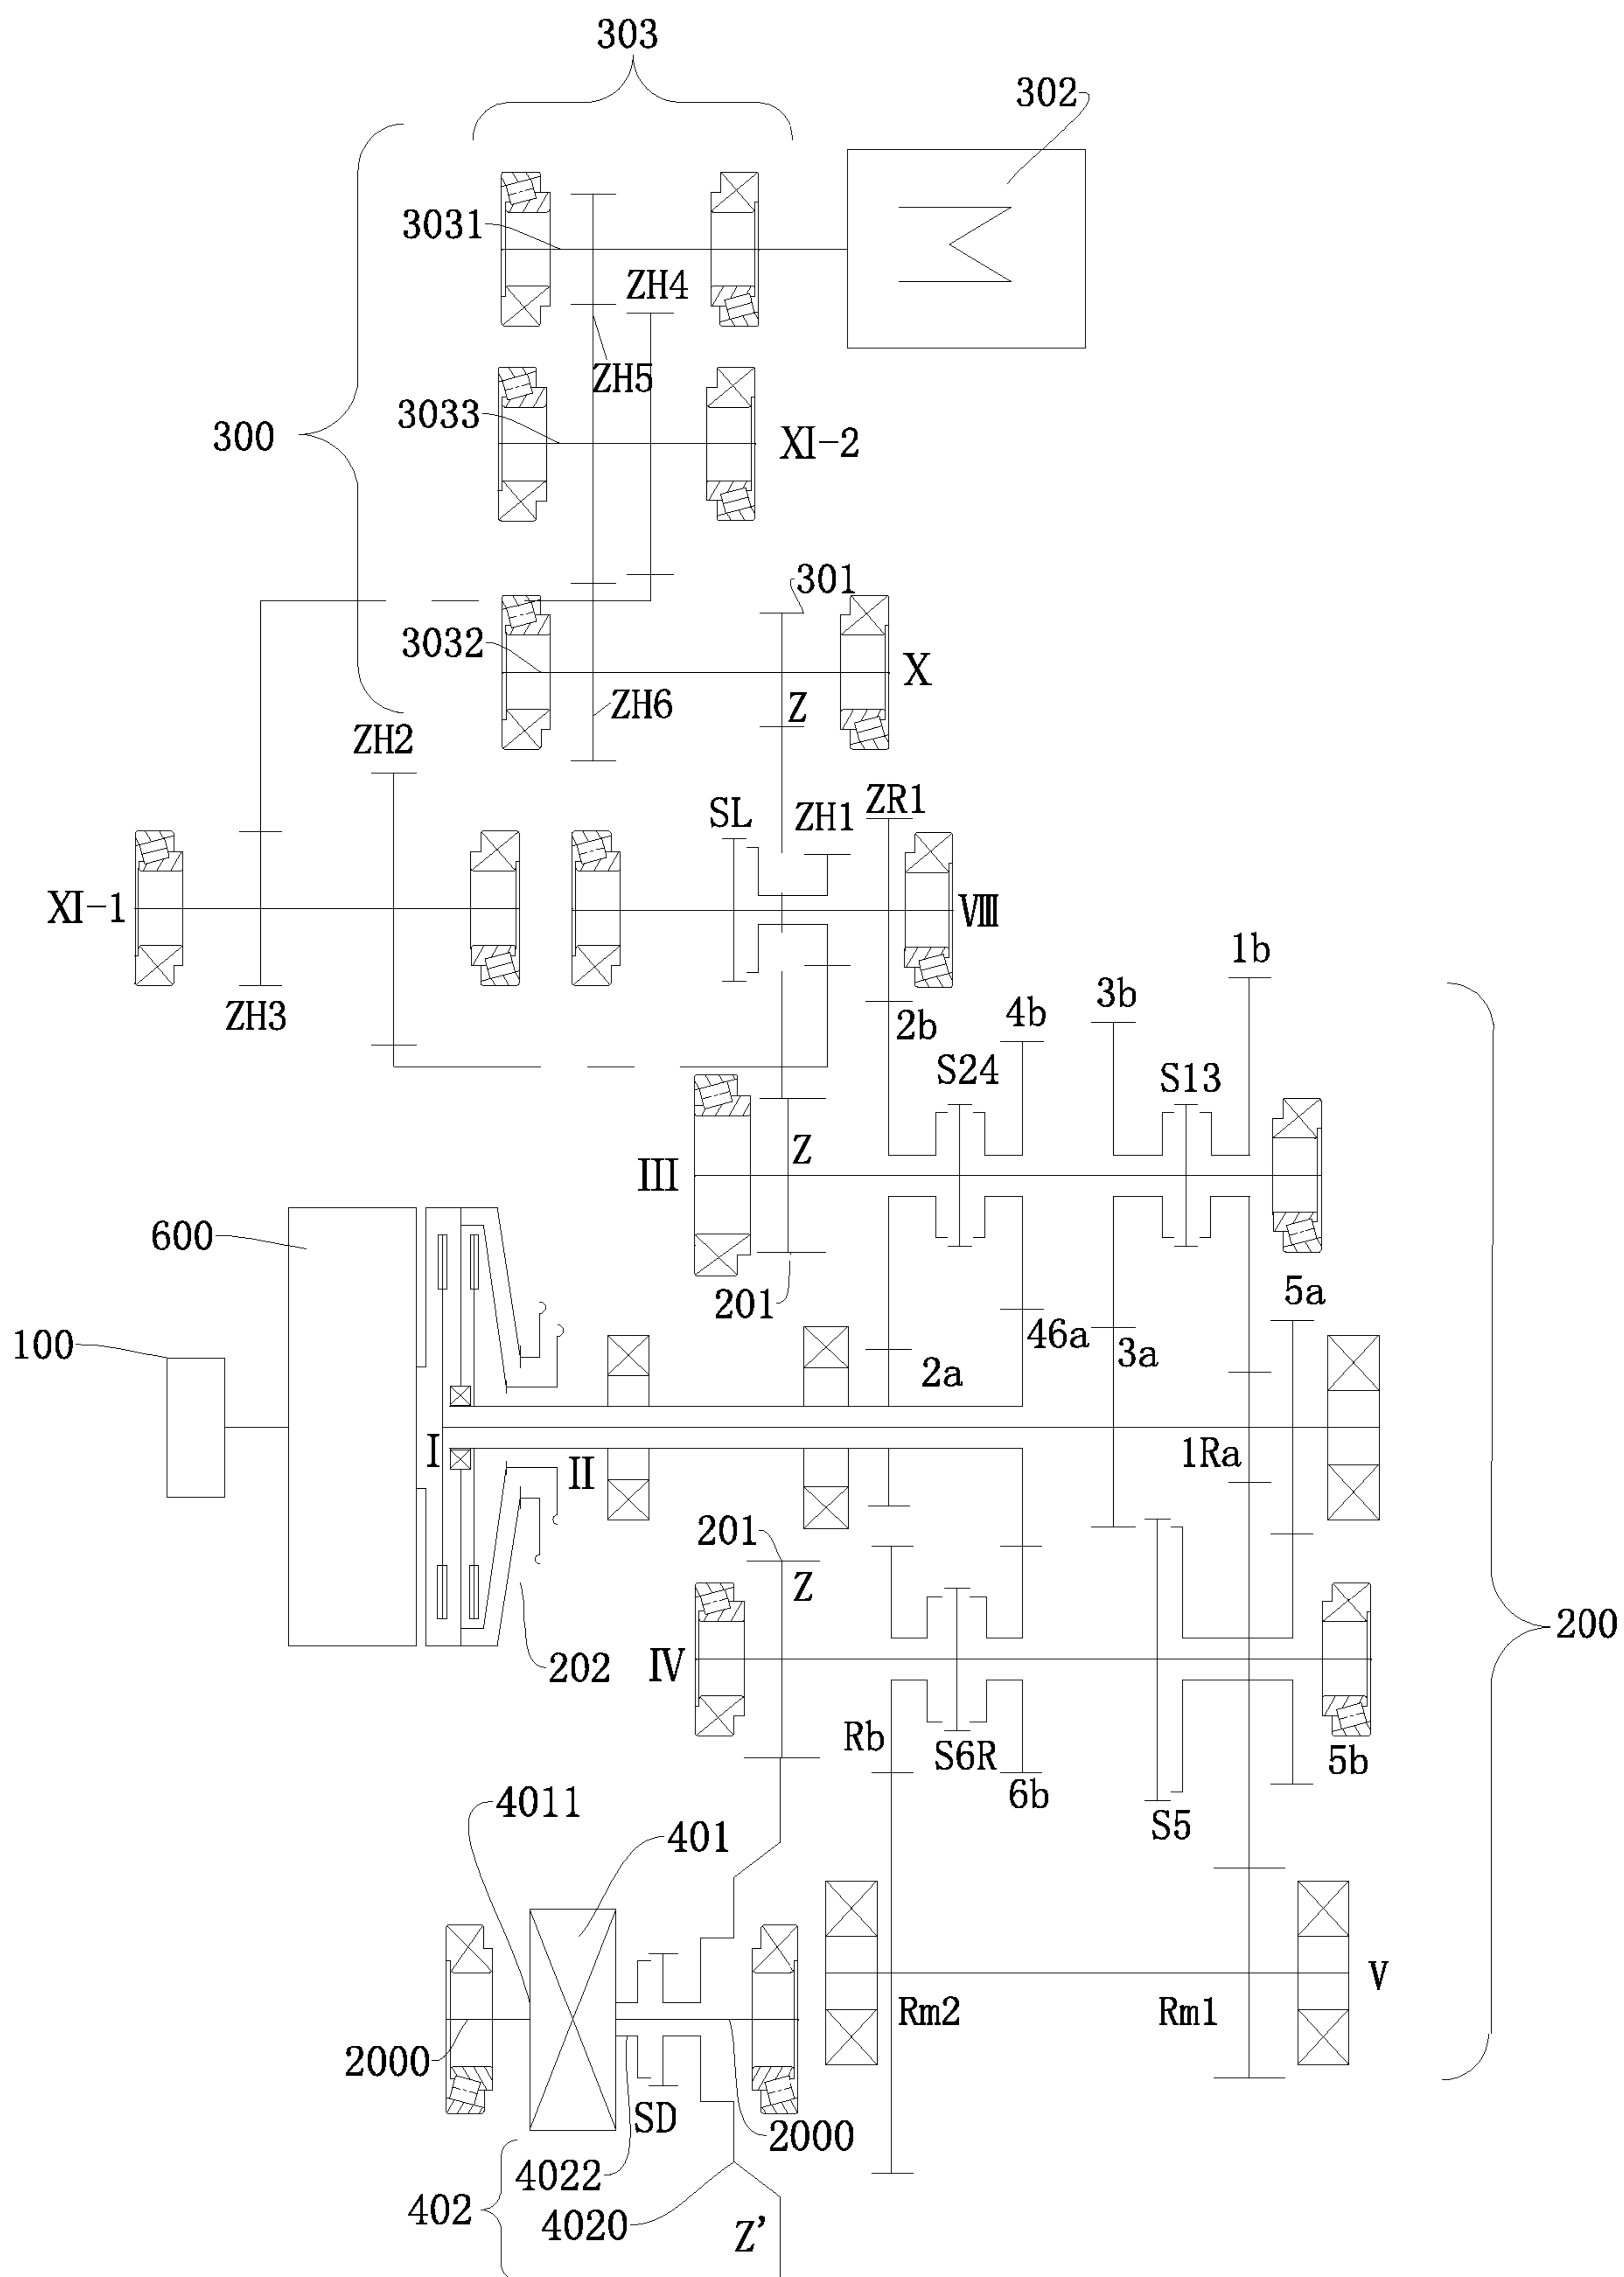 303
302
3031
ZH4
ZH5
3033
XI-2
300
301
3032
X
Z
ZH6
ZH2
ZR1
SL
ZH1
XI-1
VIII
1b
3b
ZH3
4b
2b
S24
S13
III
Z
600
5a
201
46a
100
3a
2a
I
1Ra
II
201
Z
200
IV
202
Rb
S6R
5b
6b
4011
S5
401
V
Rm2
Rm1
2000
SD
2000
4022
402
4020
Z'